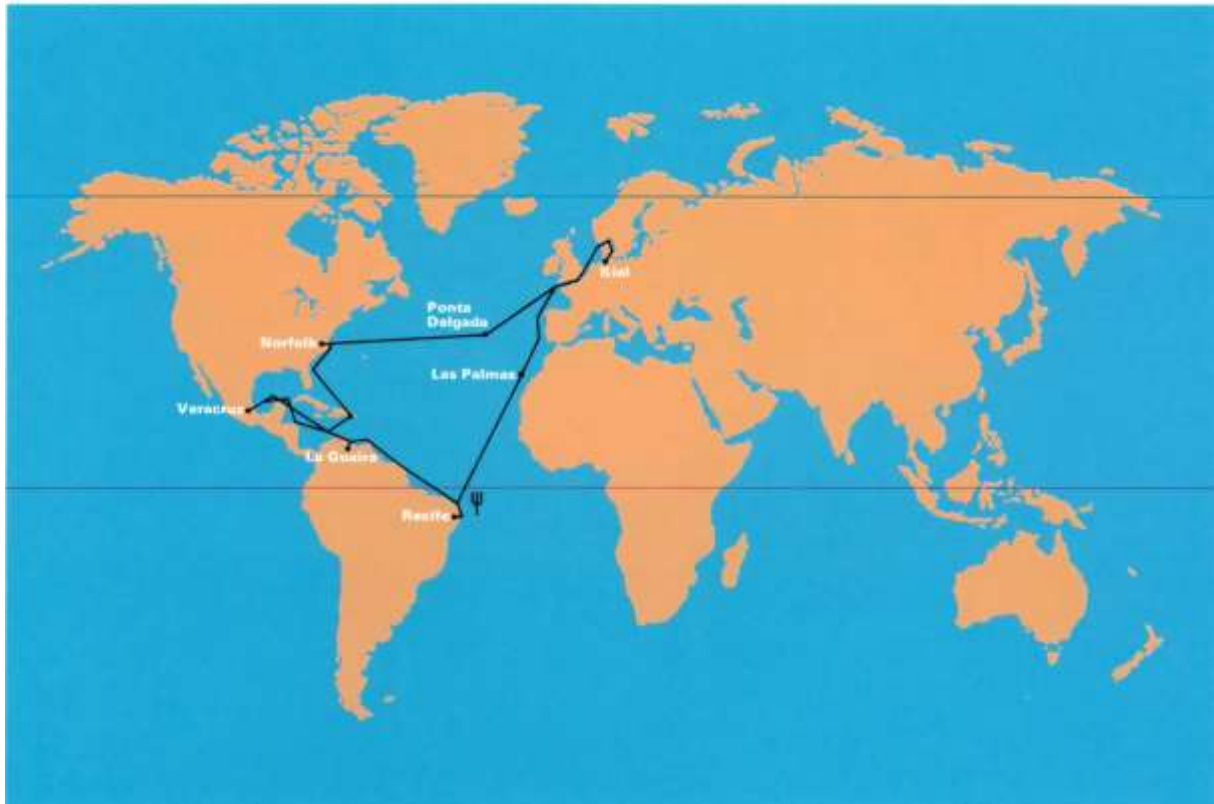 Kiel
Ponta
Delgada
Norfolk
Las Palmas
Veracruz
La Guaira
Recife